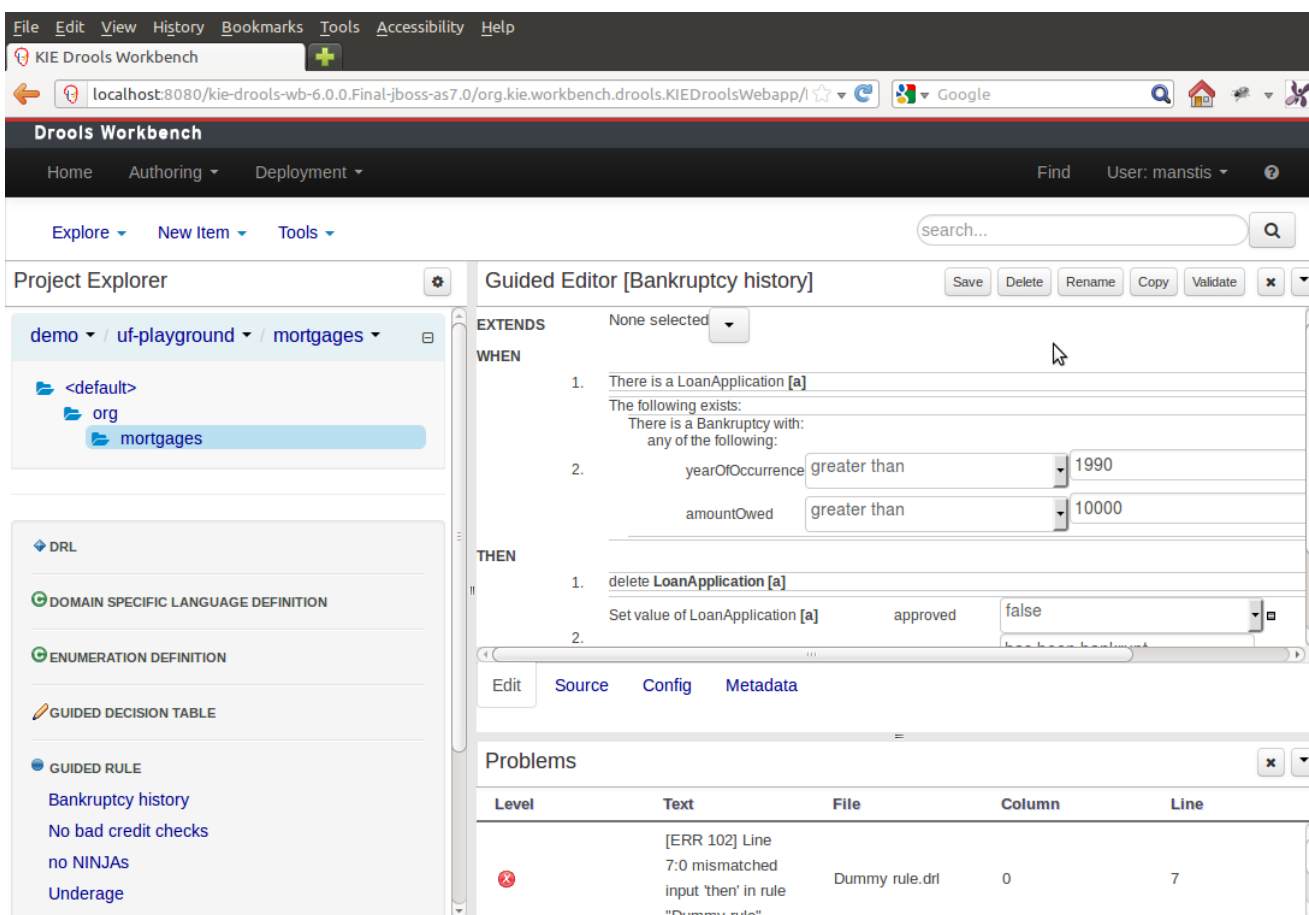 File Edit View History Bookmarks Tools Accessibility Help
KIE Drools Workbench
localhost:8080/kie-drools-wb-6.0.0.Final-jboss-as7.0/org.kie.workbench.drools.KIEDroolsWebapp/
Google
Drools Workbench
Home Authoring Deployment Find User: manstis
Explore New Item Tools search...
Project Explorer
demo / uf-playground / mortgages
<default>
org
mortgages
DRL
DOMAIN SPECIFIC LANGUAGE DEFINITION
ENUMERATION DEFINITION
GUIDED DECISION TABLE
GUIDED RULE
Bankruptcy history
No bad credit checks
no NINJAs
Underage
Guided Editor [Bankruptcy history] Save Delete Rename Copy Validate
EXTENDS None selected
WHEN
1. There is a LoanApplication [a]
The following exists:
There is a Bankruptcy with:
any of the following:
2. yearOfOccurrence greater than 1990
amountOwed greater than 10000
THEN
1. delete LoanApplication [a]
Set value of LoanApplication [a] approved false
2.
has been bankrupt
Edit Source Config Metadata
Problems
Level Text File Column Line
[ERR 102] Line
7:0 mismatched
input 'then' in rule
"Dummy rule"
Dummy rule.drl 0 7